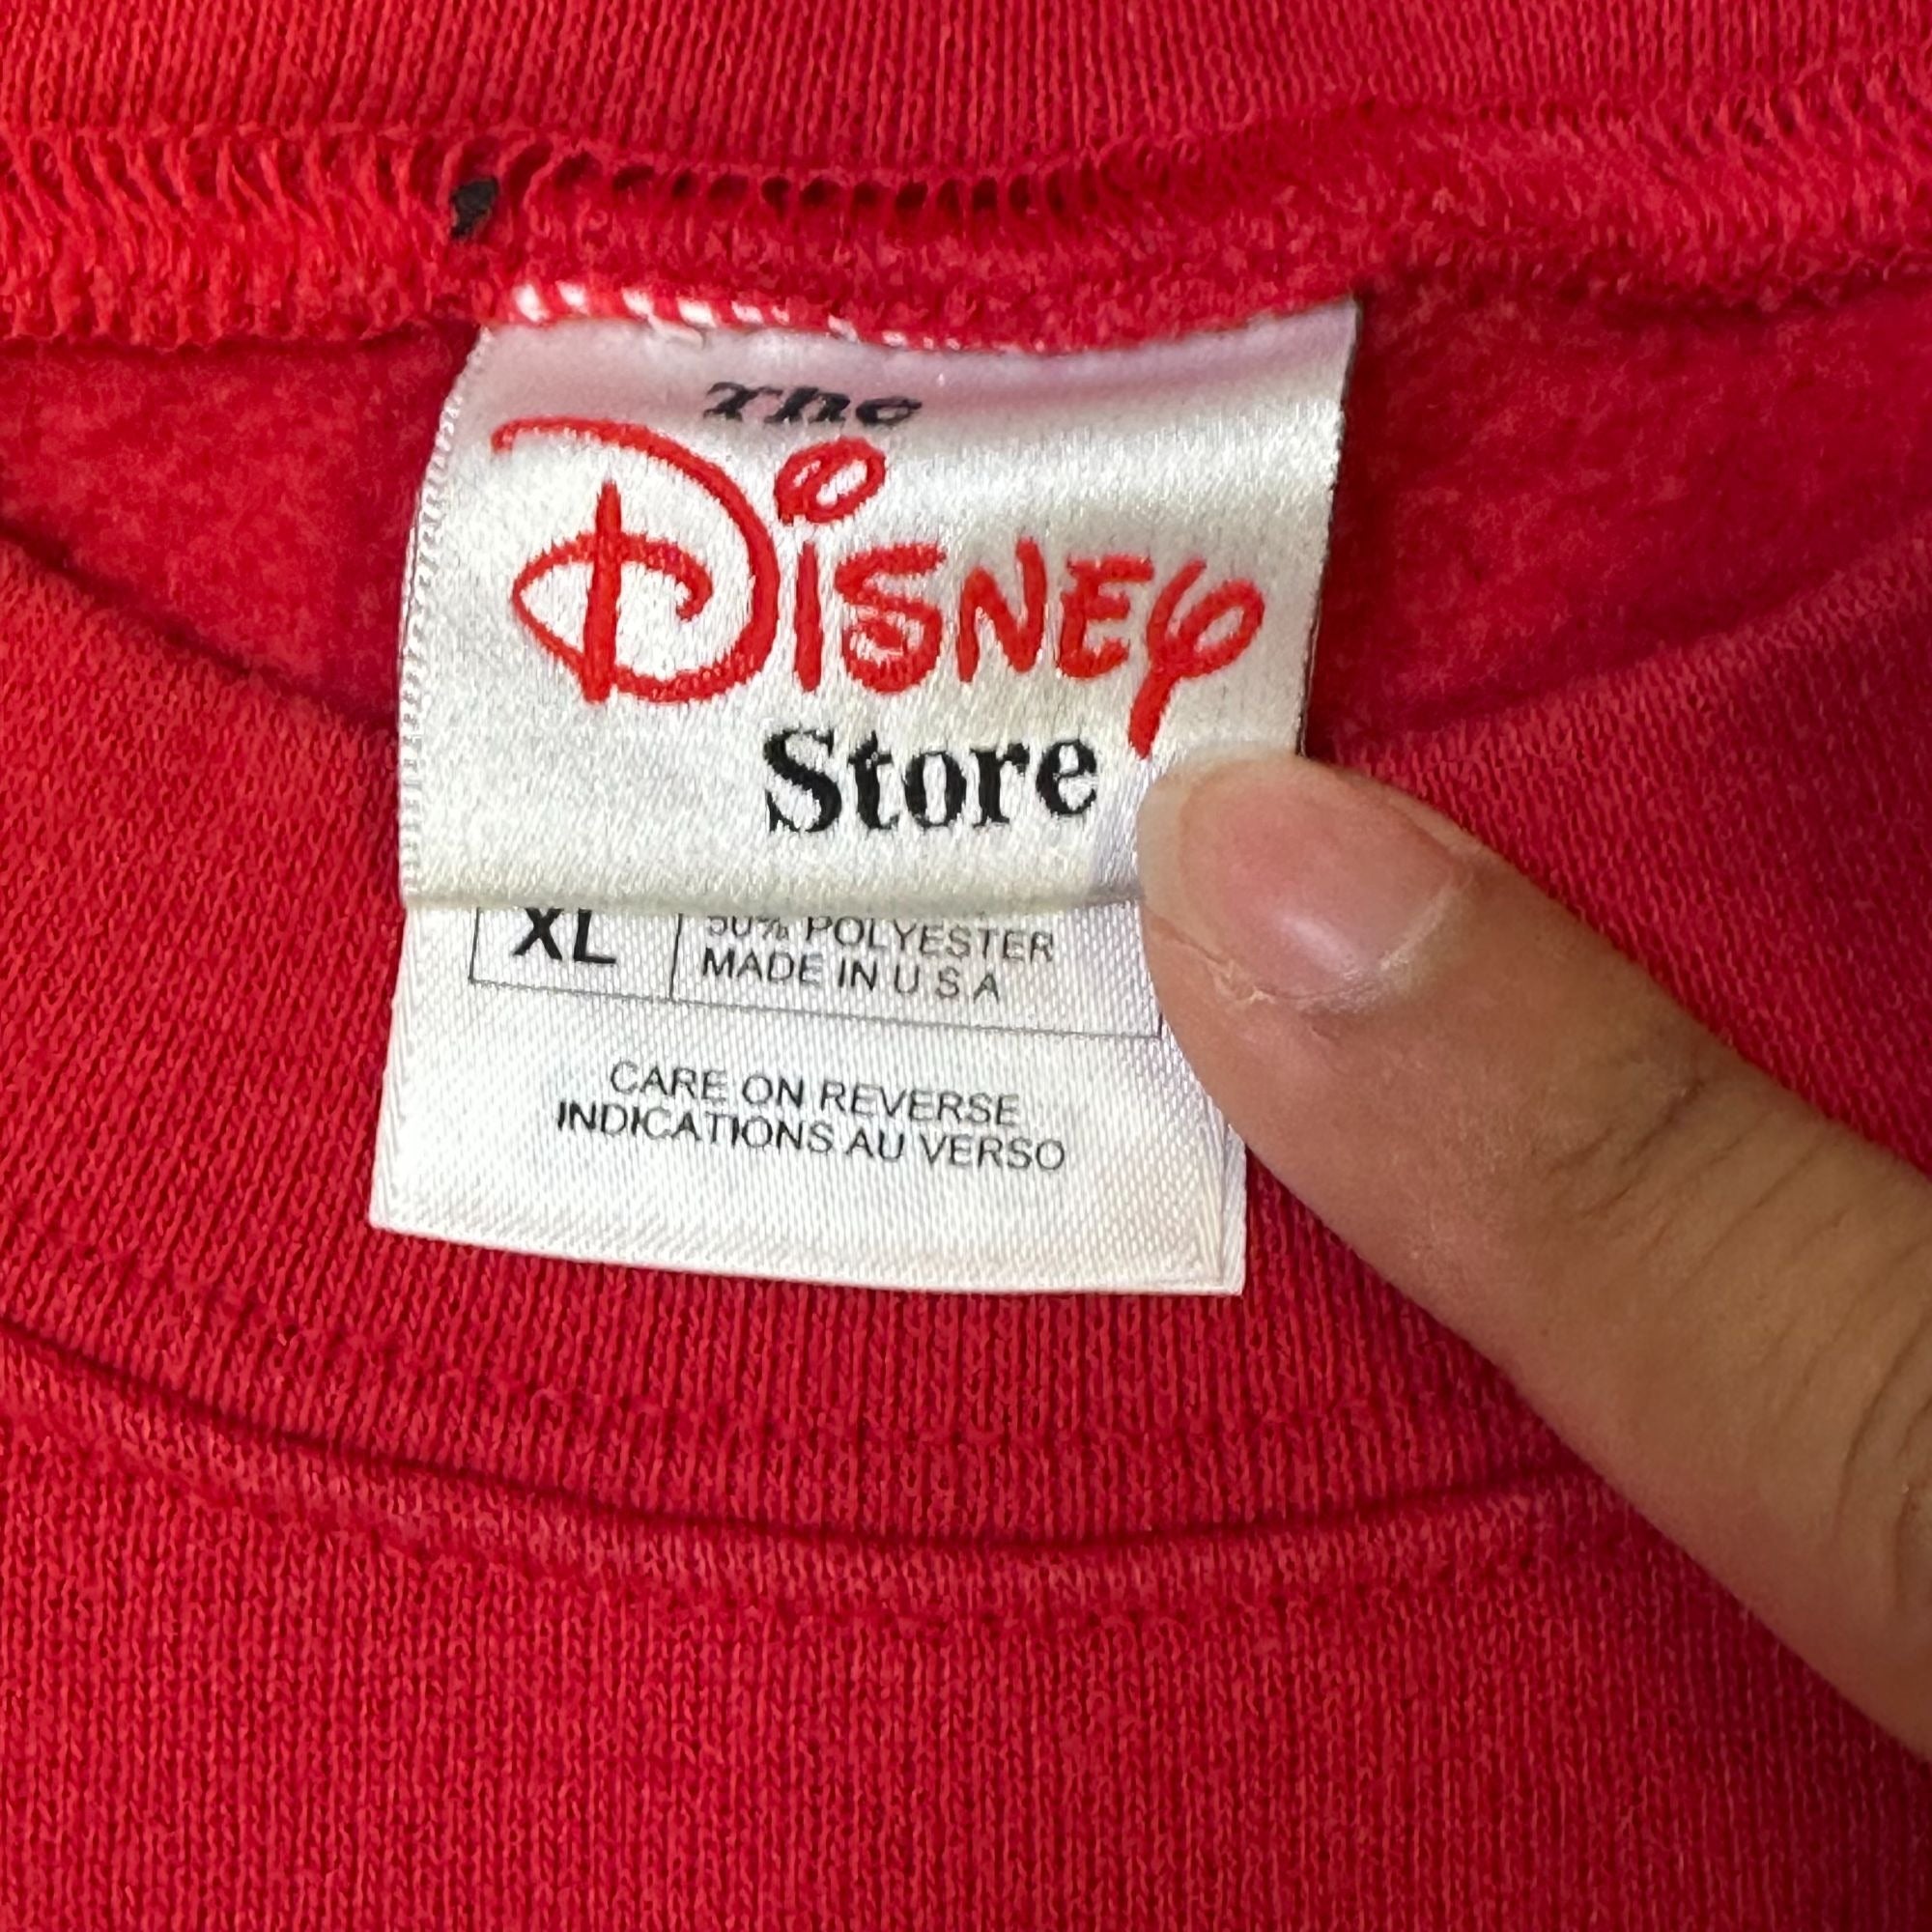 The
Disney
Store
XL
50% POLYESTER
MADE IN U S A
CARE ON REVERSE
INDICATIONS AU VERSO